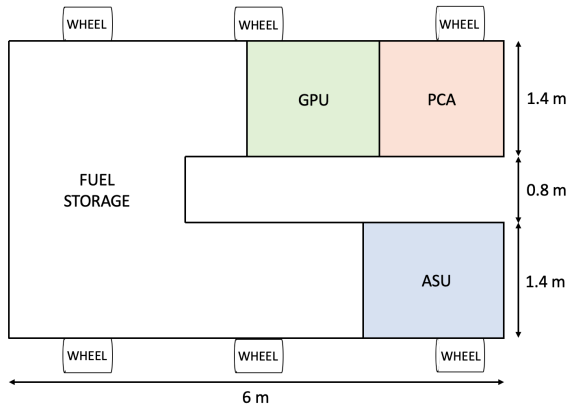 WHEEL
WHEEL
WHEEL
GPU
PCA
1.4 m
FUEL
STORAGE
0.8 m
ASU
1.4 m
WHEEL
WHEEL
WHEEL
6 m